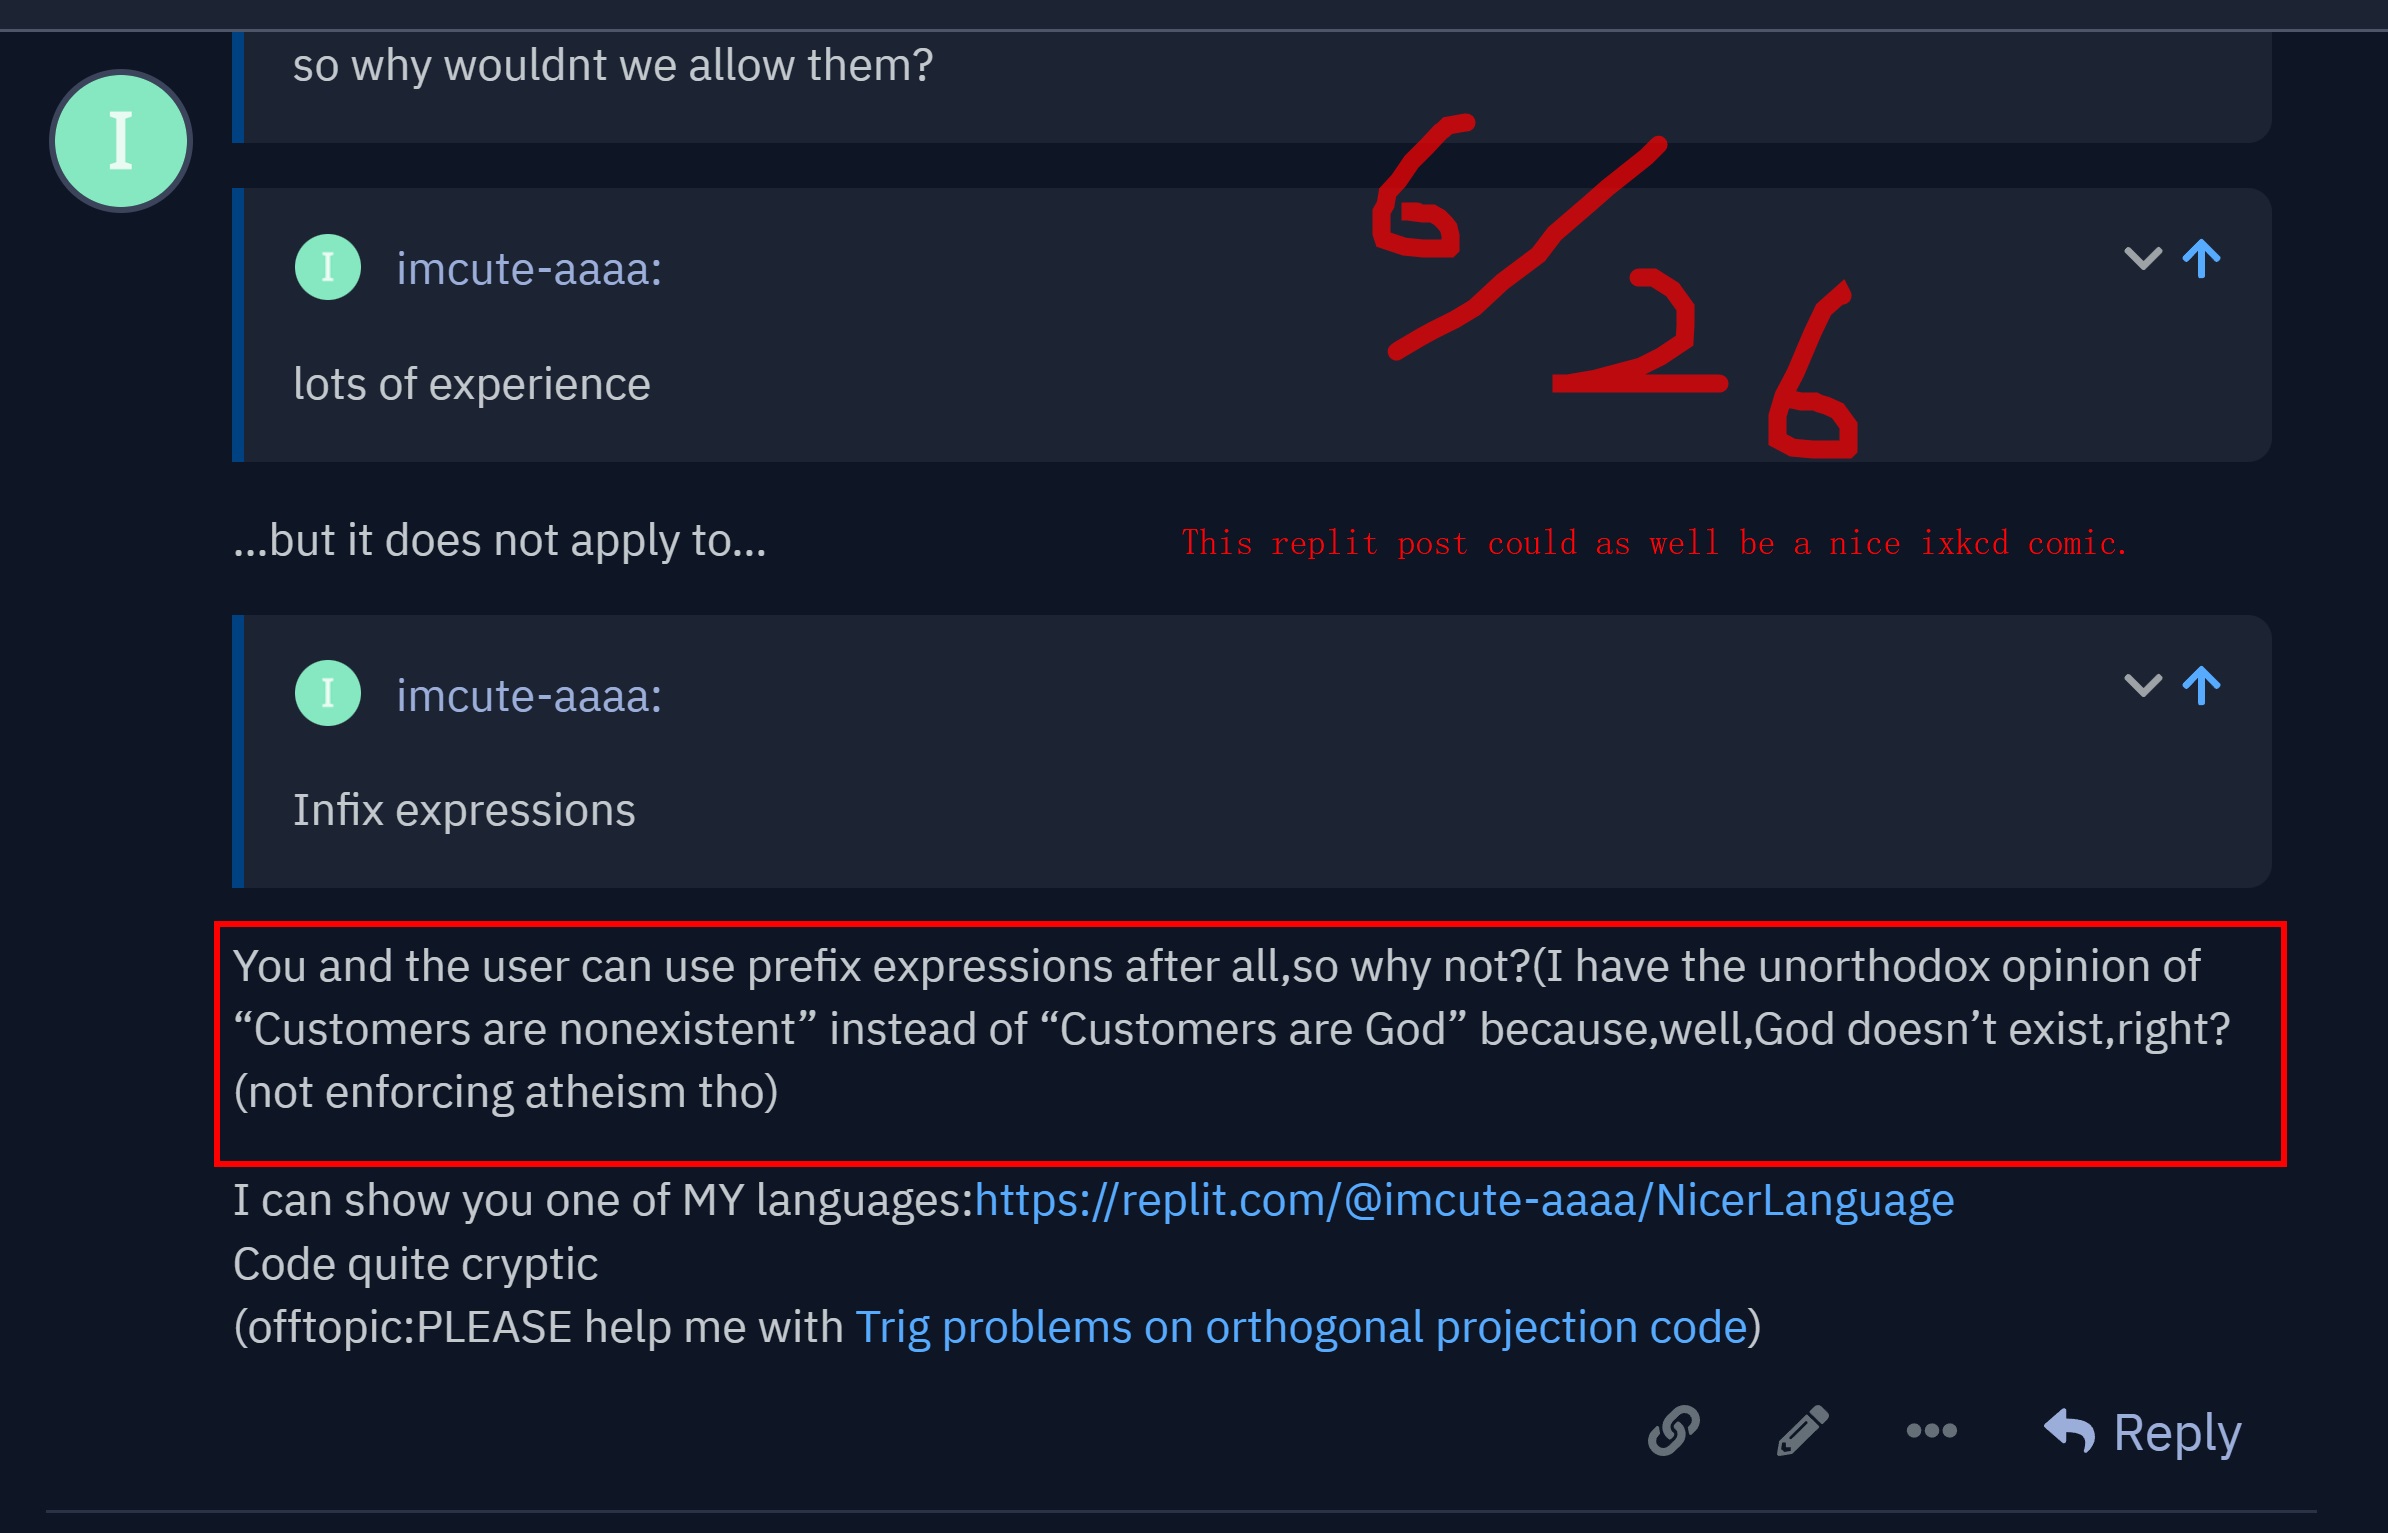 so why wouldnt we allow them?
I
6/26
I
imcute-aaaa:
lots of experience
…but it does not apply to…
This replit post could as well be a nice ixkcd comic.
I
imcute-aaaa:
Infix expressions
You and the user can use prefix expressions after all,so why not?(I have the unorthodox opinion of
“Customers are nonexistent” instead of “Customers are God” because,well,God doesn’t exist,right?
(not enforcing atheism tho)
I can show you one of MY languages:https://replit.com/@imcute-aaaa/NicerLanguage
Code quite cryptic
(offtopic:PLEASE help me with Trig problems on orthogonal projection code)
Reply